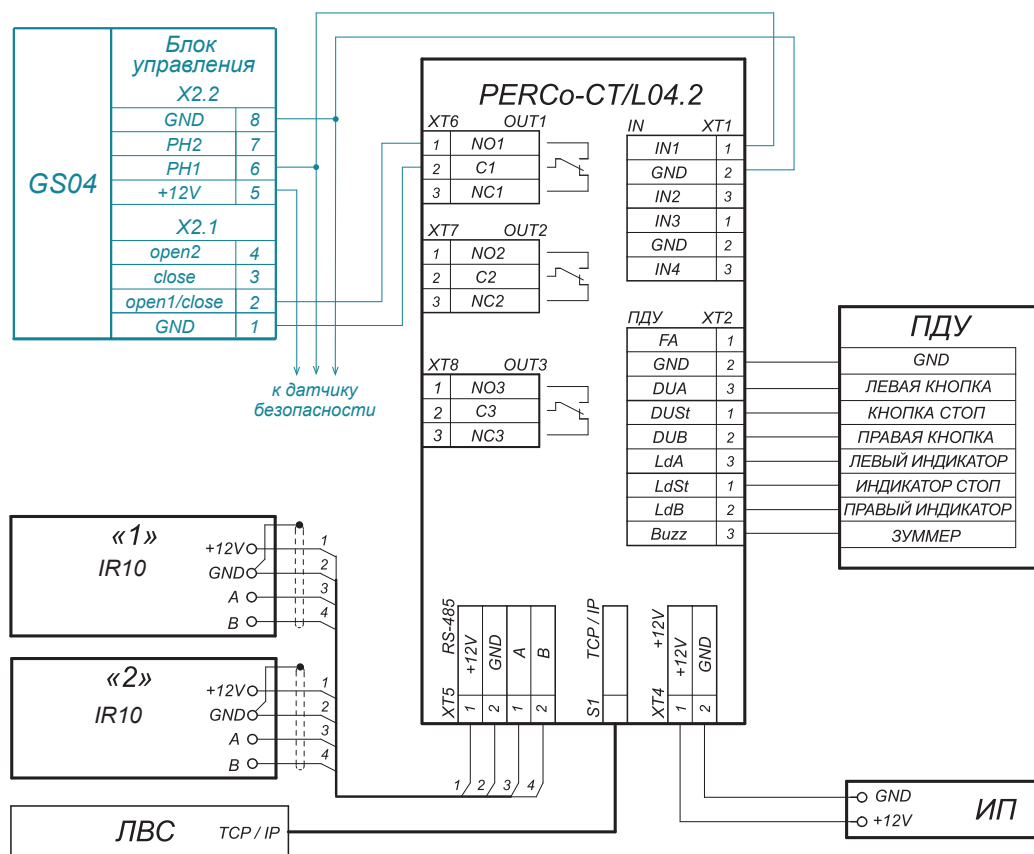 GS04
Блок
управления
X2.2
GND 8
PH2 7
PH1 6
+12V 5
X2.1
open2 4
close 3
open1/close 2
GND 1
к датчику
безопасности
PERCo-CT/L04.2
XT6 OUT1
1 NO1
2 C1
3 NC1
XT7 OUT2
1 NO2
2 C2
3 NC2
XT8 OUT3
1 NO3
2 C3
3 NC3
IN XT1
IN1 1
GND 2
IN2 3
IN3 1
GND 2
IN4 3
ПДУ XT2
FA 1
GND 2
DUA 3
DUSt 1
DUB 2
LdA 3
LdSt 1
LdB 2
Buzz 3
ПДУ
GND
ЛЕВАЯ КНОПКА
КНОПКА СТОП
ПРАВАЯ КНОПКА
ЛЕВЫЙ ИНДИКАТОР
ИНДИКАТОР СТОП
ПРАВЫЙ ИНДИКАТОР
ЗУММЕР
«1»
IR10
+12V 1
GND 2
A 3
B 4
«2»
IR10
+12V 1
GND 2
A 3
B 4
XT5 RS-485
1 +12V
2 GND
1 A
2 B
1 2 3 4
S1 TCP / IP
XT4 +12V
1 +12V
2 GND
ЛВС TCP / IP
GND
+12V
ИП